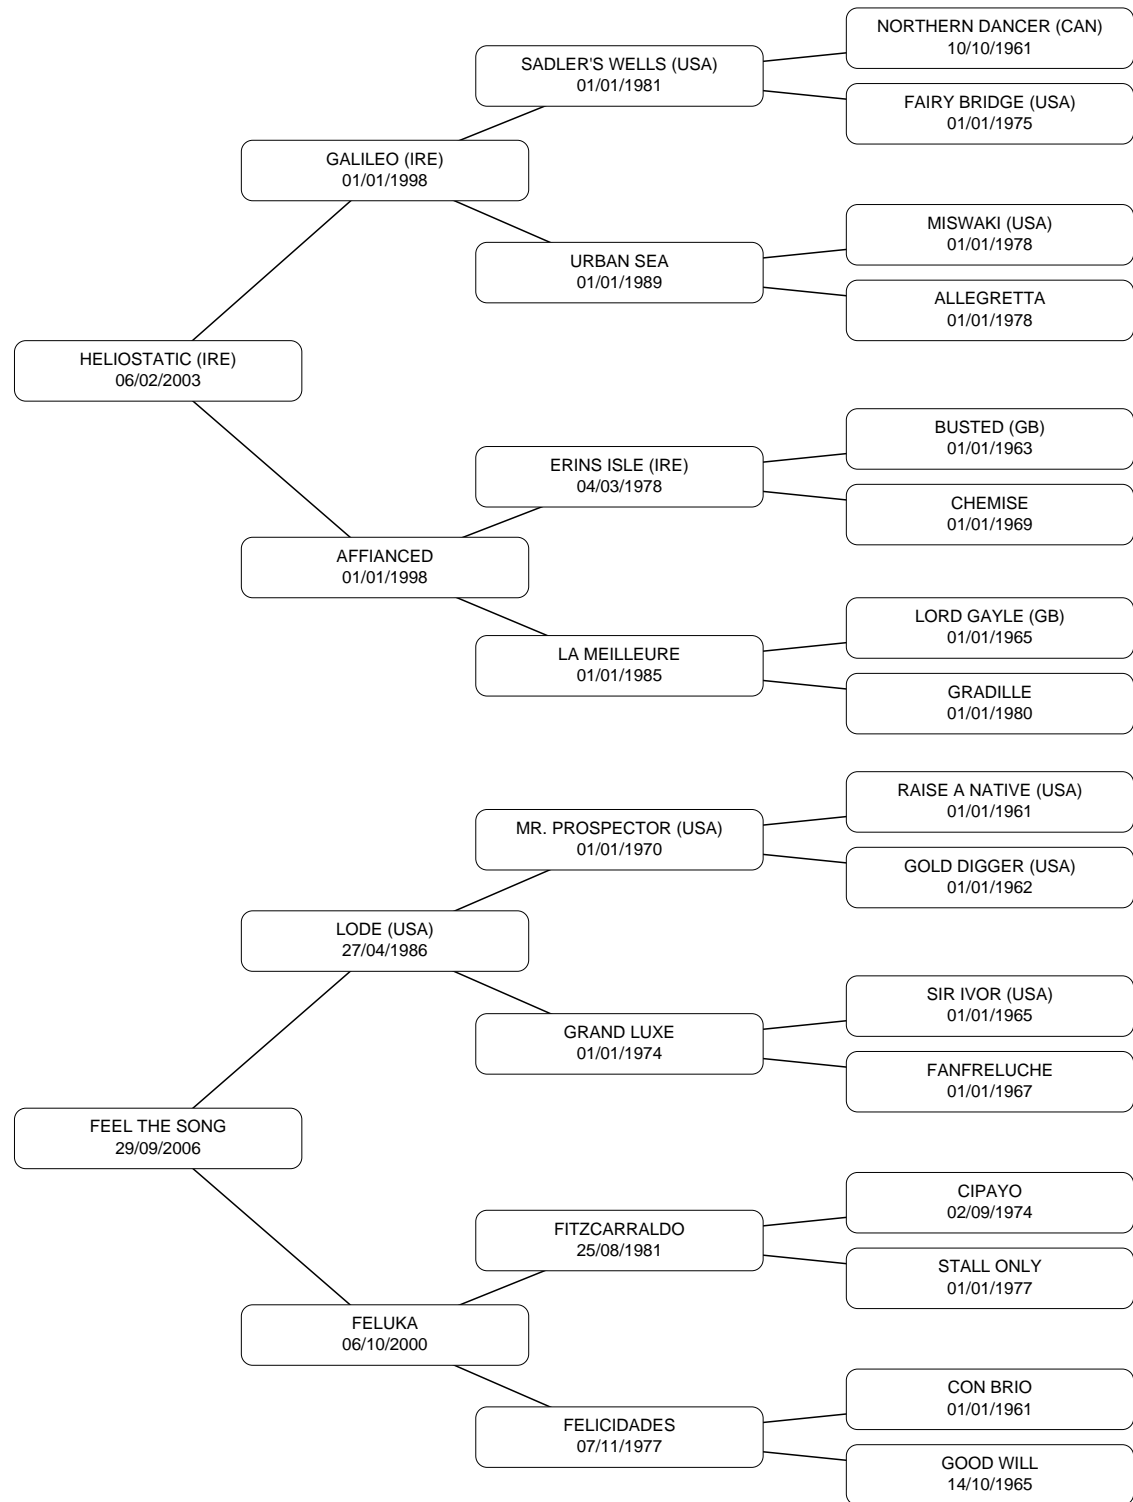 NORTHERN DANCER (CAN)
10/10/1961
SADLER'S WELLS (USA)
01/01/1981
FAIRY BRIDGE (USA)
01/01/1975
GALILEO (IRE)
01/01/1998
MISWAKI (USA)
01/01/1978
URBAN SEA
01/01/1989
ALLEGRETTA
01/01/1978
HELIOSTATIC (IRE)
06/02/2003
BUSTED (GB)
01/01/1963
ERINS ISLE (IRE)
04/03/1978
CHEMISE
01/01/1969
AFFIANCED
01/01/1998
LORD GAYLE (GB)
01/01/1965
LA MEILLEURE
01/01/1985
GRADILLE
01/01/1980
RAISE A NATIVE (USA)
01/01/1961
MR. PROSPECTOR (USA)
01/01/1970
GOLD DIGGER (USA)
01/01/1962
LODE (USA)
27/04/1986
SIR IVOR (USA)
01/01/1965
GRAND LUXE
01/01/1974
FANFRELUCHE
01/01/1967
FEEL THE SONG
29/09/2006
CIPAYO
02/09/1974
FITZCARRALDO
25/08/1981
STALL ONLY
01/01/1977
FELUKA
06/10/2000
CON BRIO
01/01/1961
FELICIDADES
07/11/1977
GOOD WILL
14/10/1965